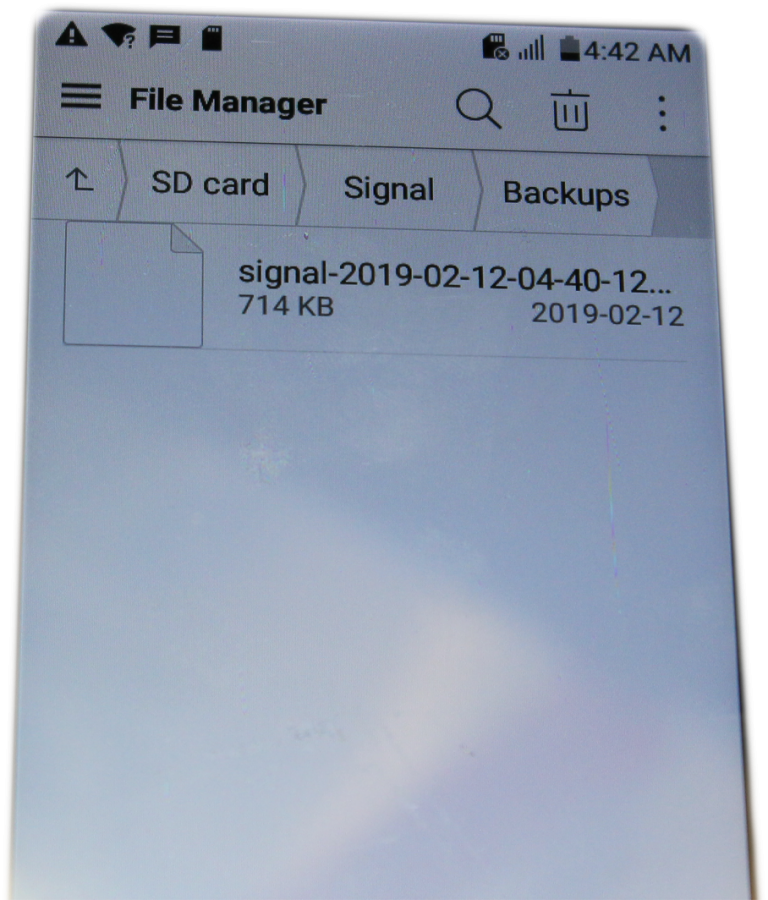 4:42 AM
File Manager
SD card Signal Backups
signal-2019-02-12-04-40-12...
714 KB 2019-02-12